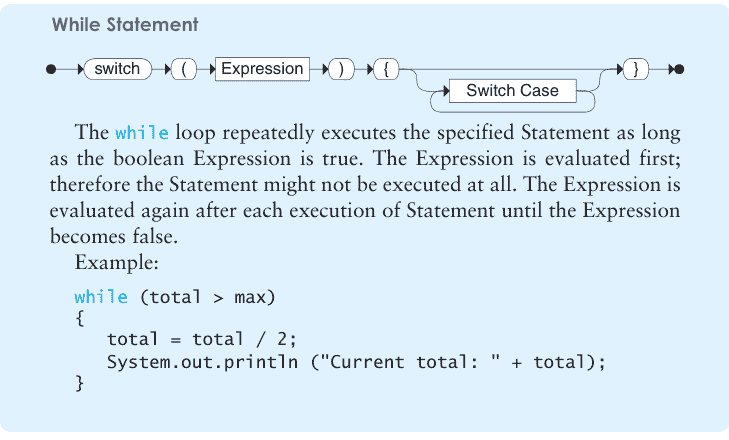 While Statement
switch ( Expression ) { Switch Case }
The while loop repeatedly executes the specified Statement as long
as the boolean Expression is true. The Expression is evaluated first;
therefore the Statement might not be executed at all. The Expression is
evaluated again after each execution of Statement until the Expression
becomes false.
Example:
while (total > max)
{
total = total / 2;
System.out.println ("Current total: " + total);
}